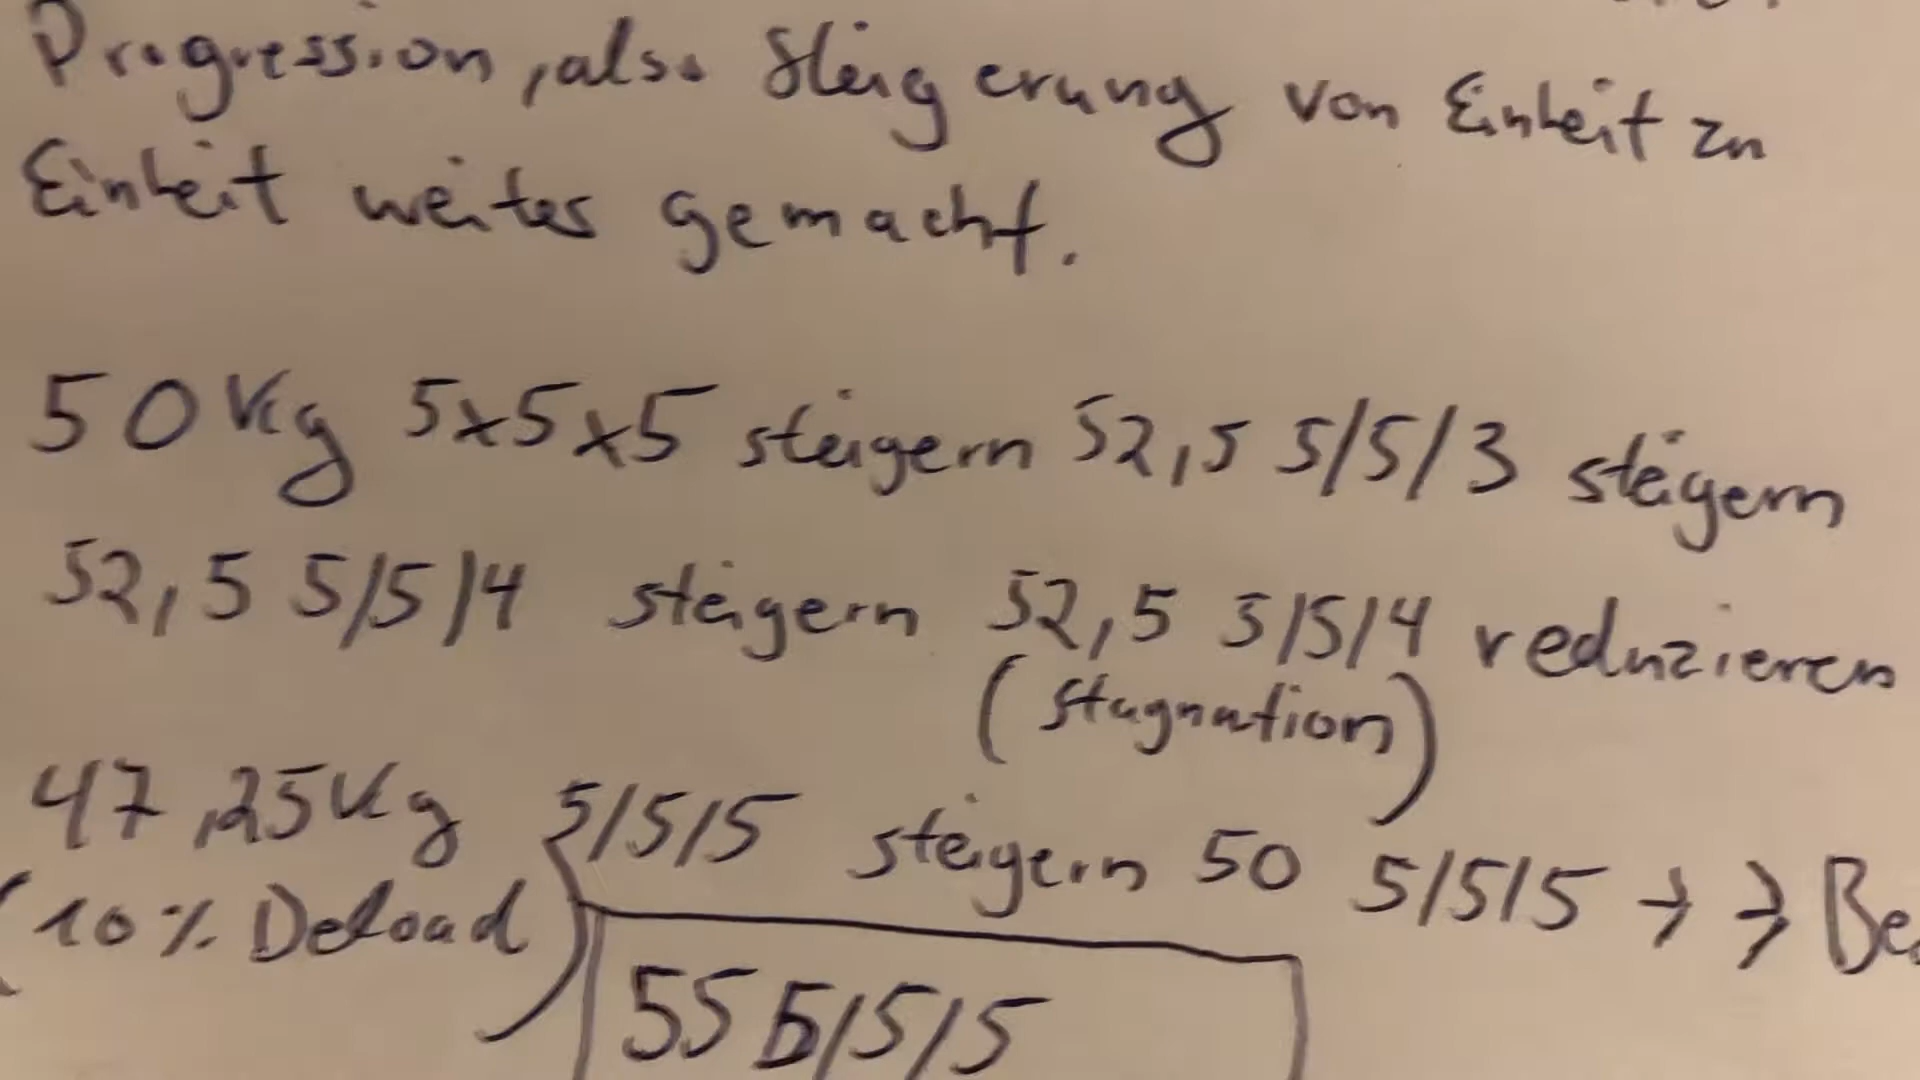 Progression, also Steigerung von Einheit zu
Einheit weiter gemacht.
50 Kg 5x5x5 steigern 52,5 5/5/3 steigern
52,5 5/5/4 steigern 52,5 5/5/4 reduzieren
(Stagnation)
47,25 Kg 5/5/5 steigern 50 5/5/5 → →
(10% Deload)
55 5/5/5